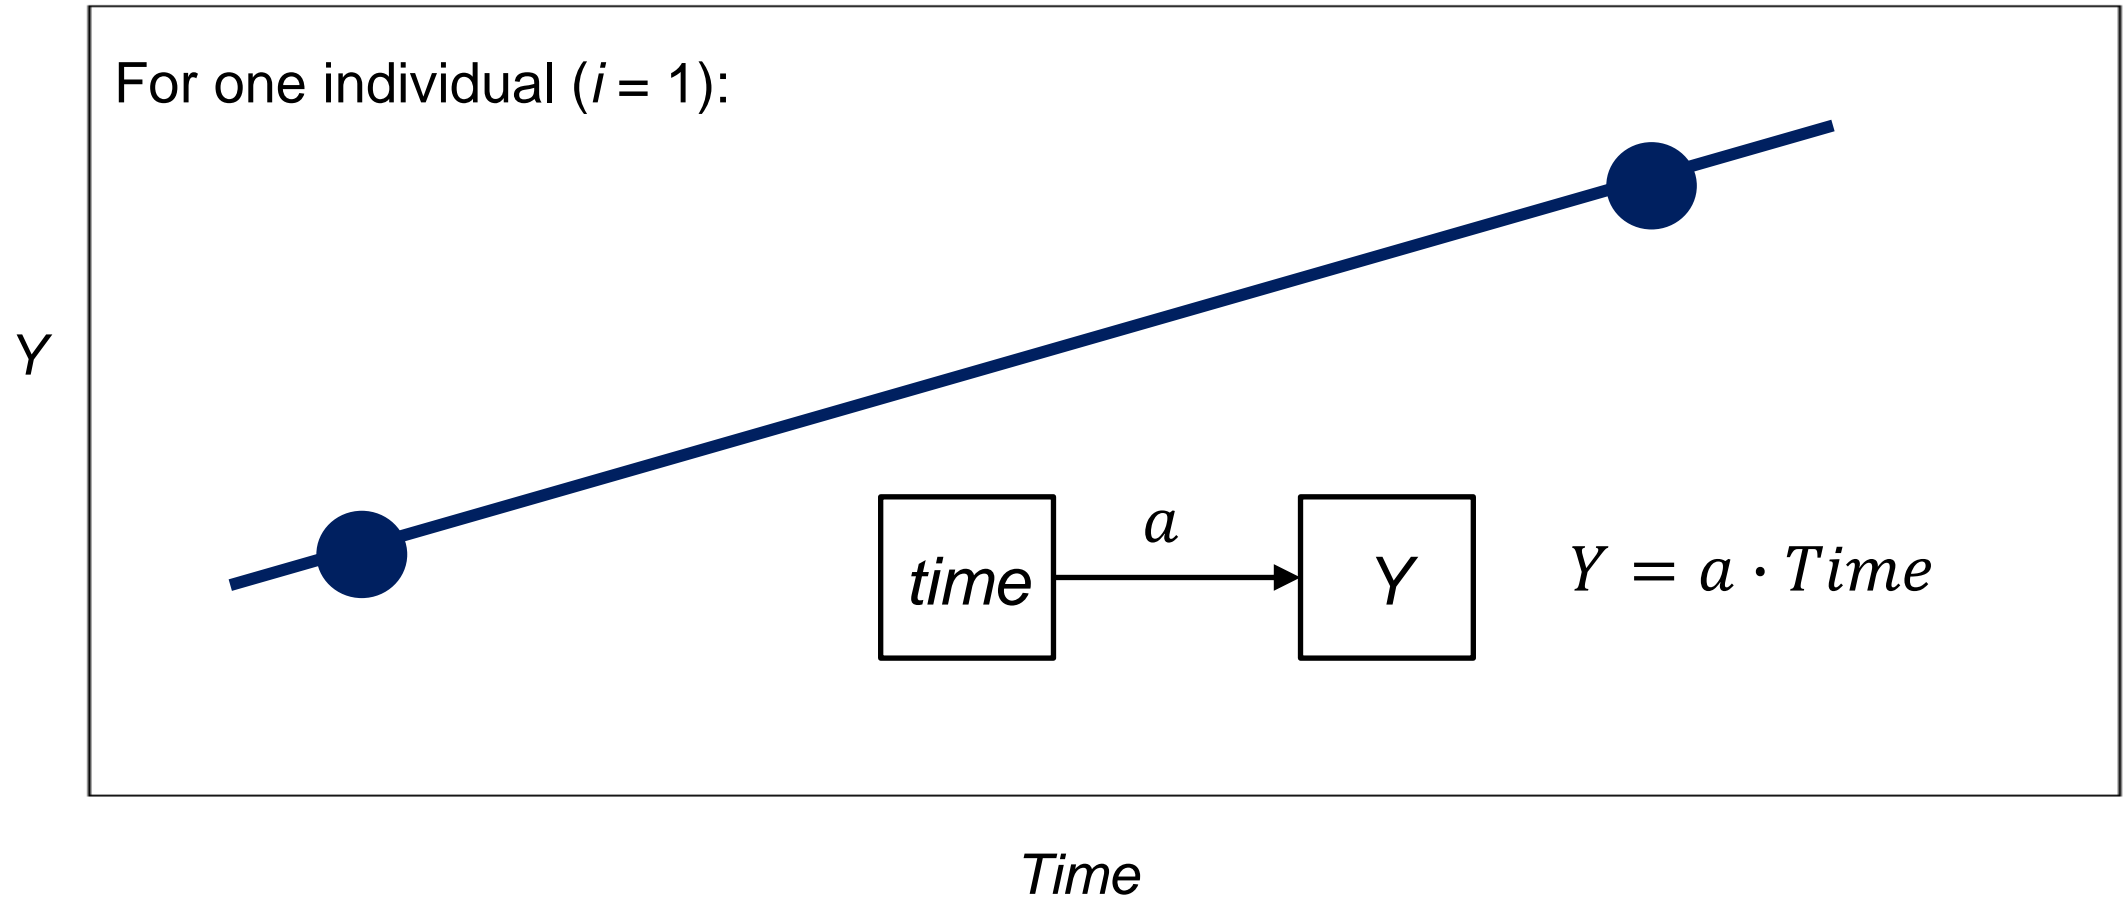 For one individual (i = 1):
Y
a
time
Y
Y = a · Time
Time